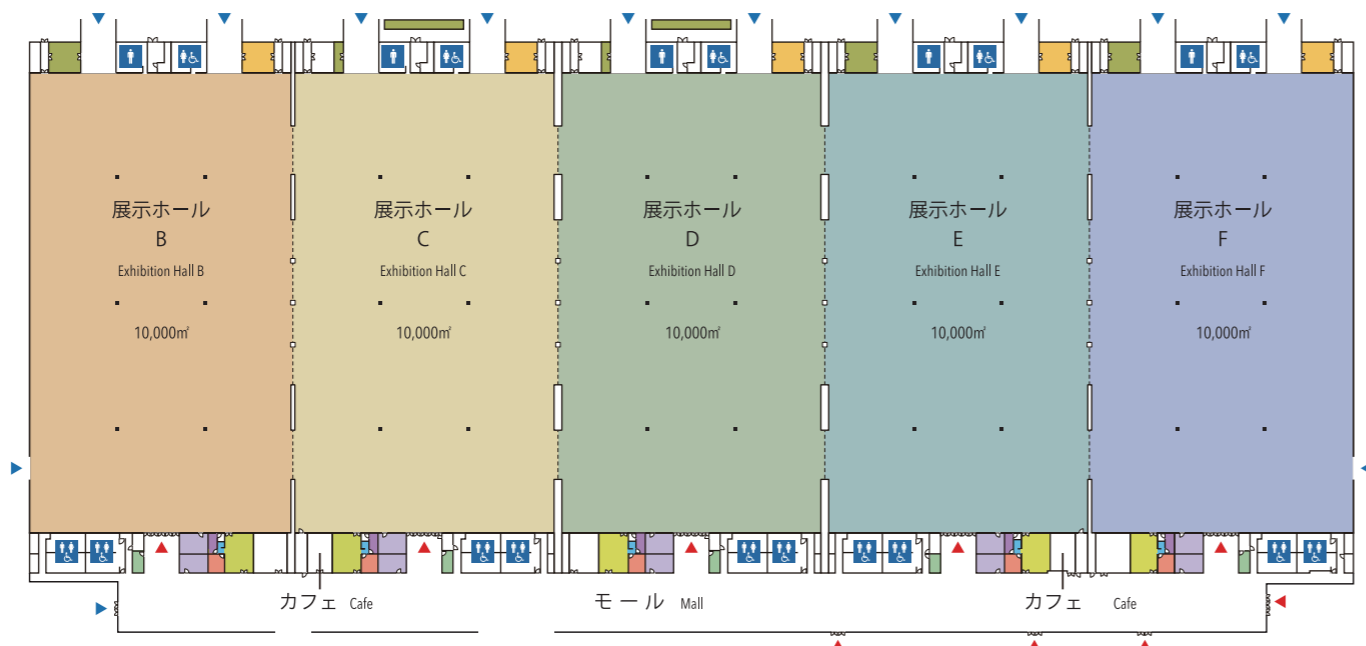 展示ホール
B
Exhibition Hall B
10,000㎡
展示ホール
C
Exhibition Hall C
10,000㎡
展示ホール
D
Exhibition Hall D
10,000㎡
展示ホール
E
Exhibition Hall E
10,000㎡
展示ホール
F
Exhibition Hall F
10,000㎡
カフェ Cafe
モール Mall
カフェ Cafe